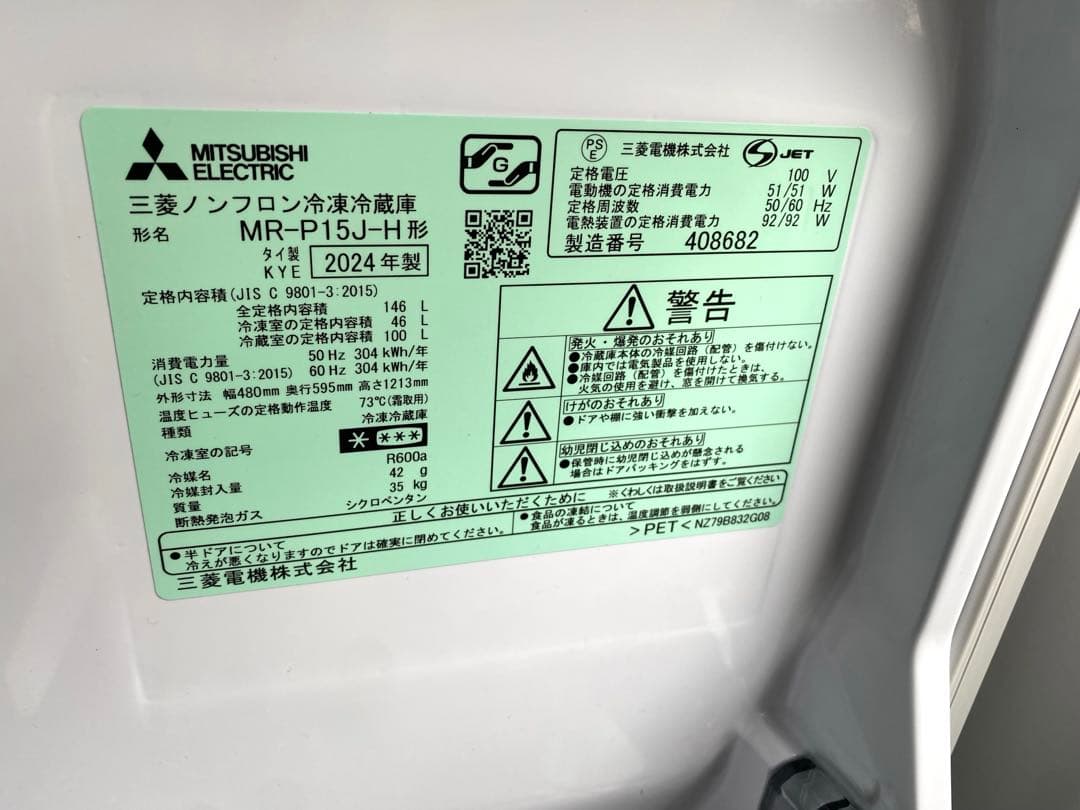 MITSUBISHI
ELECTRIC
三菱ノンフロン冷凍冷蔵庫
形名 MR-P15J-H形
タイ製
KYE 2024年製
定格内容積(JIS C 9801-3:2015)
全定格内容積 146 L
冷凍室の定格内容積 46 L
冷蔵室の定格内容積 100 L
消費電力量 50 Hz 304 kWh/年
(JIS C 9801-3:2015) 60 Hz 304 kWh/年
外形寸法 幅480mm 奥行595mm 高さ1213mm
温度ヒューズの定格動作温度 73℃(霜取用)
種類 冷凍冷蔵庫
冷凍室の記号 * ***
冷媒名 R600a
冷媒封入量 42 g
質量 35 kg
断熱発泡ガス シクロペンタン
G
PS
E
三菱電機株式会社 S JET
定格電圧 100 V
電動機の定格消費電力 51/51 W
定格周波数 50/60 Hz
電熱装置の定格消費電力 92/92 W
製造番号 408682
警告
発火・爆発のおそれあり
●冷蔵庫本体の冷媒回路(配管)を傷付けない。
●庫内では電気製品を使用しない。
●冷媒回路(配管)を傷付けたときは、
火気の使用を避け、窓を開けて換気する。
けがのおそれあり
●ドアや棚に強い衝撃を加えない。
幼児閉じ込めのおそれあり
●保管時に幼児閉じ込めが懸念される
場合はドアパッキングをはずす。
正しくお使いいただくために ※くわしくは取扱説明書をご覧ください
●半ドアについて
冷えが悪くなりますのでドアは確実に閉めてください。
●食品の凍結について
食品が凍るときは、温度調節を弱側にしてください。
三菱電機株式会社
>PET< NZ79B832G08